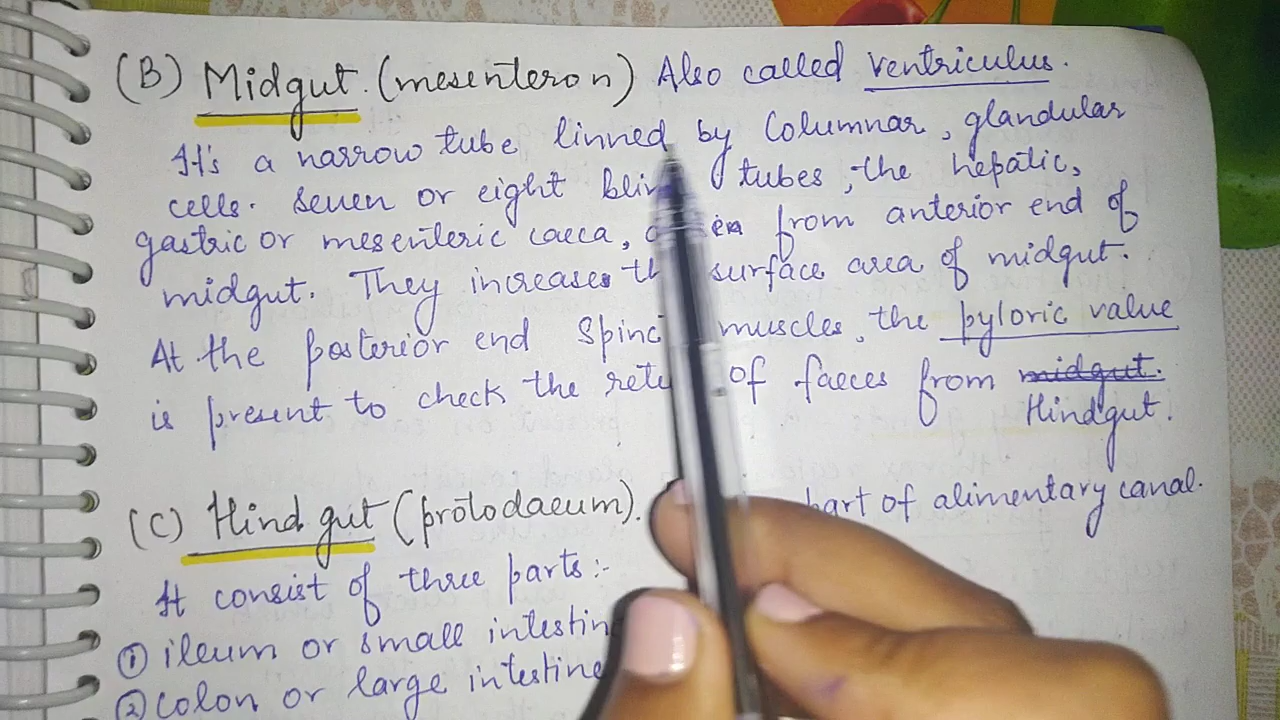 (B) Midgut. (mesenteron) Also called ventriculus.
It's a narrow tube linned by Columnar, glandular
cells. Seven or eight tubes, the hepatic,
gastric or mesenteric caeca, from anterior end of
midgut. They increases surface area of midgut.
At the posterior end muscles, the pyloric value
is present to check the of faeces from midgut.
Hindgut.
(C) Hind gut (protodaeum). part of alimentary canal.
It consist of three parts :-
① ileum or small
② Colon or large intestine